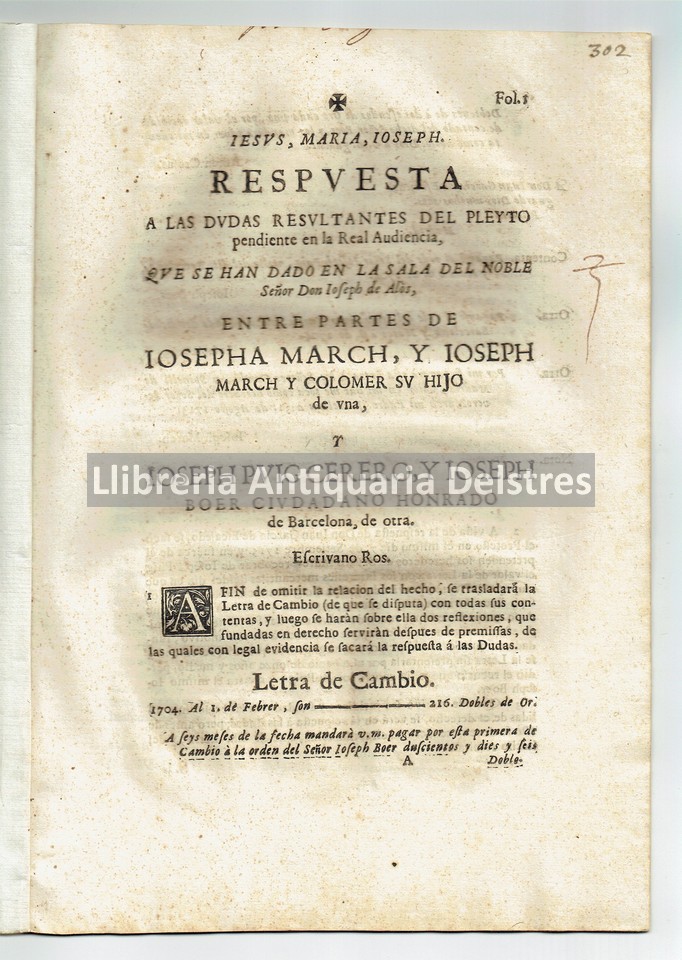 302
Fol. 1
IESVS, MARIA, IOSEPH.
RESPVESTA
A LAS DVDAS RESVLTANTES DEL PLEYTO
pendiente en la Real Audiencia,
QVE SE HAN DADO EN LA SALA DEL NOBLE
Señor Don Ioſeph de Alòs,
ENTRE PARTES DE
IOSEPHA MARCH, Y IOSEPH
MARCH Y COLOMER SV HIJO
de vna,
Y
IOSEPH PVIG Y IOSEPH
Llibreria Antiquaria Delstres
BOER CIVDADANO HONRADO
de Barcelona, de otra.
Eſcrivano Ros.
1 A FIN de omitir la relacion del hecho, ſe trasladará la
Letra de Cambio (de que ſe diſputa) con todas ſus con-
tentas, y luego ſe haràn sobre ella dos reflexiones, que
fundadas en derecho ſerviràn deſpues de premiſſas, de
las quales con legal evidencia ſe ſacará la reſpueſta á las Dudas.
Letra de Cambio.
1704. Al 1. de Febrer, ſon 216. Dobles de Or.
A ſeys meſes de la fecha mandarà v.m. pagar por eſta primera de
Cambio à la orden del Señor Ioſeph Boer duſcientos y dies y ſeis
A Doble-